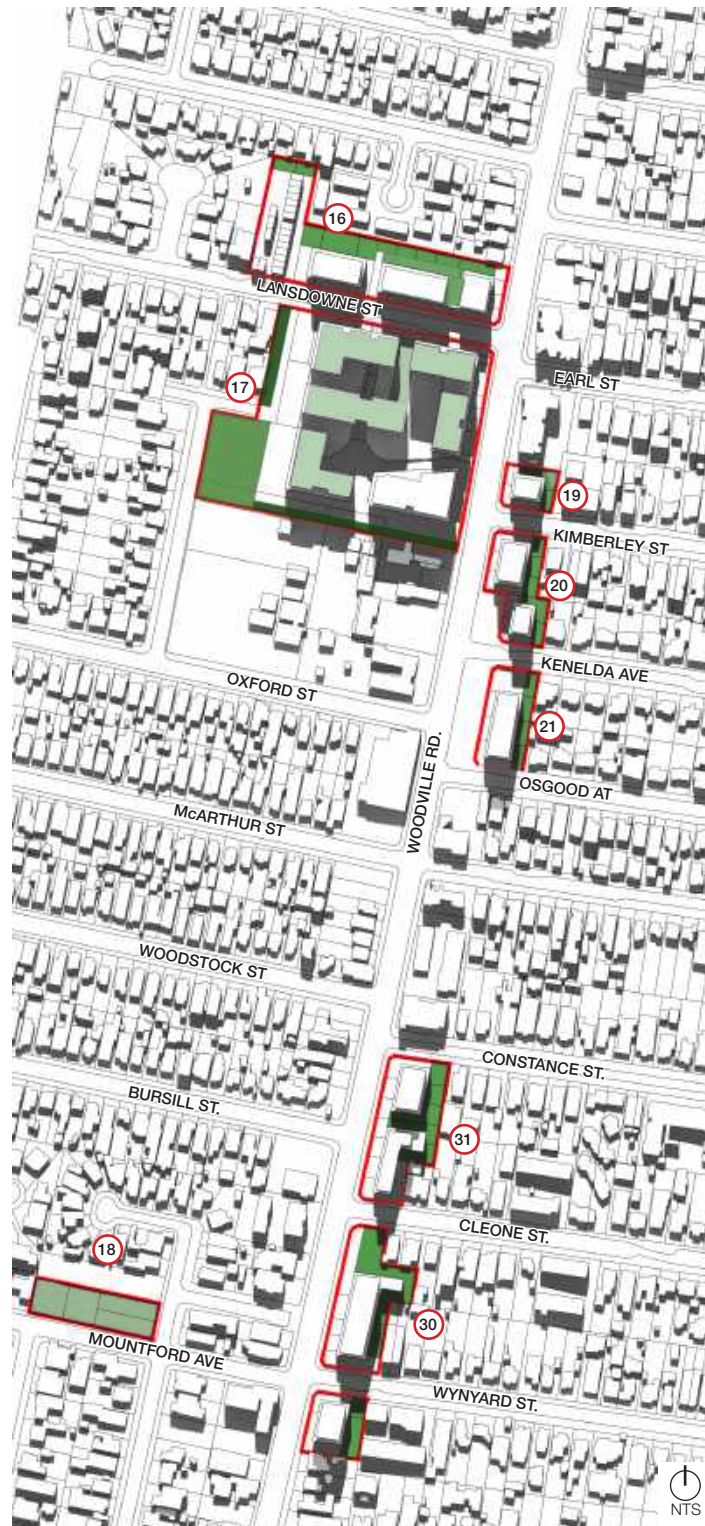 16
LANSDOWNE ST
17
EARL ST
19
KIMBERLEY ST
20
KENELDA AVE
OXFORD ST
21
WOODVILLE RD.
OSGOOD AT
McARTHUR ST
WOODSTOCK ST
CONSTANCE ST.
BURSILL ST.
31
CLEONE ST.
18
30
MOUNTFORD AVE
WYNYARD ST.
NTS